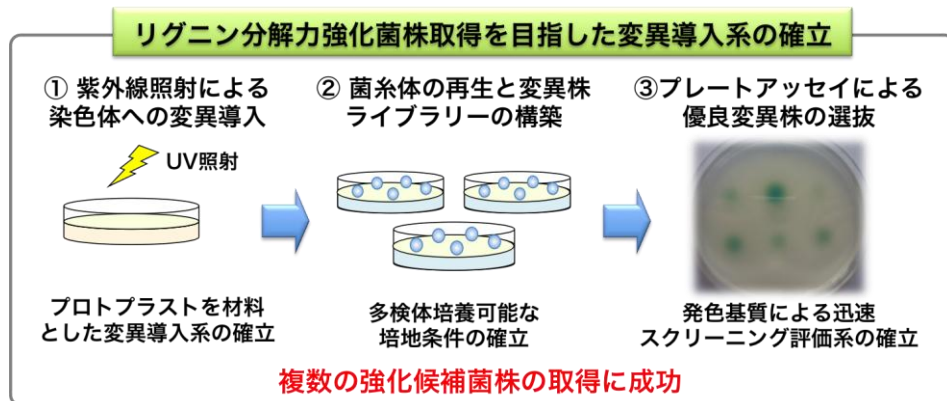 リグニン分解力強化菌株取得を目指した変異導入系の確立
① 紫外線照射による
染色体への変異導入
UV照射
プロトプラストを材料
とした変異導入系の確立
② 菌糸体の再生と変異株
ライブラリーの構築
多検体培養可能な
培地条件の確立
③プレートアッセイによる
優良変異株の選抜
発色基質による迅速
スクリーニング評価系の確立
複数の強化候補菌株の取得に成功